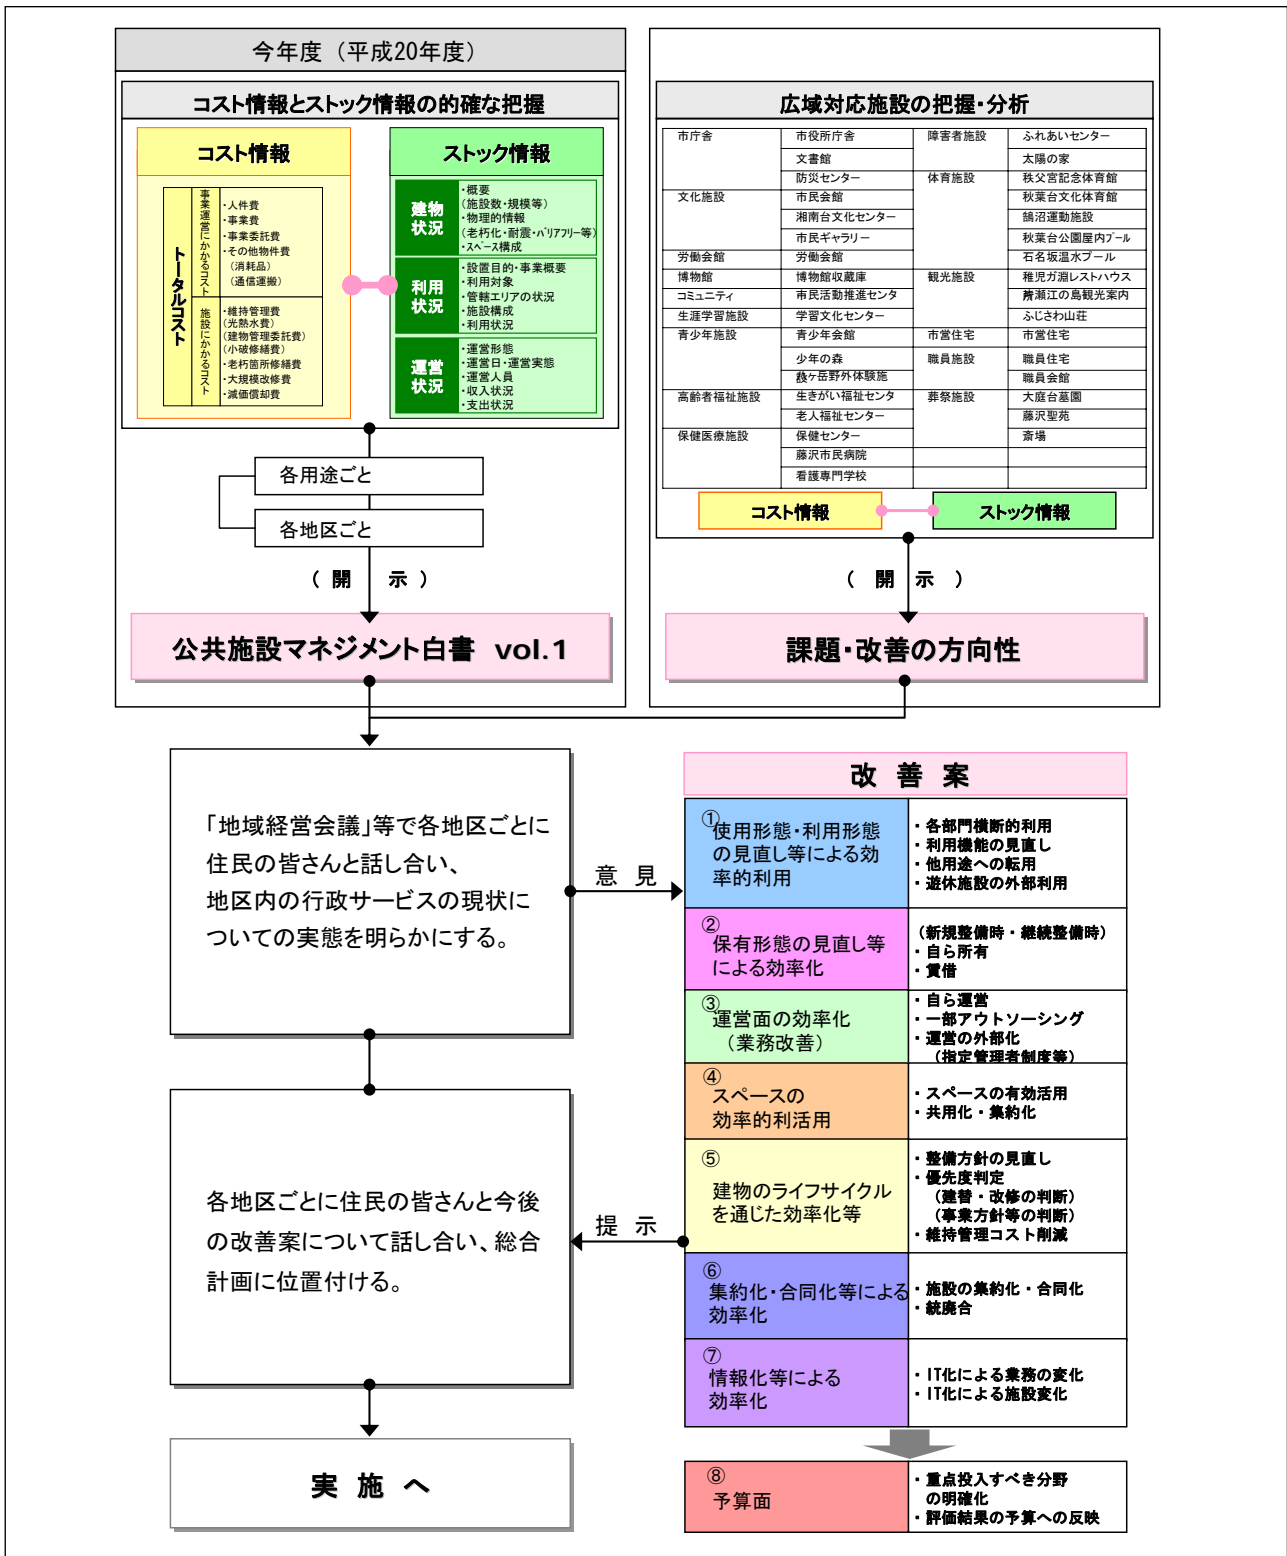 今年度（平成20年度）
コスト情報とストック情報の的確な把握
コスト情報
トータルコスト
事業運営にかかるコスト
・人件費
・事業費
・事業委託費
・その他物件費
（消耗品）
（通信運搬）
施設にかかるコスト
・維持管理費
（光熱水費）
（建物管理委託費）
（小破修繕費）
・老朽箇所修繕費
・大規模改修費
・減価償却費
ストック情報
建物
状況
・概要
（施設数・規模等）
・物理的情報
（老朽化・耐震・バリアフリー等）
・スペース構成
利用
状況
・設置目的・事業概要
・利用対象
・管轄エリアの状況
・施設構成
・利用状況
運営
状況
・運営形態
・運営日・運営実態
・運営人員
・収入状況
・支出状況
各用途ごと
各地区ごと
（ 開 示 ）
公共施設マネジメント白書 vol.1
広域対応施設の把握・分析
市庁舎 市役所庁舎 障害者施設 ふれあいセンター
文書館 太陽の家
防災センター 体育施設 秩父宮記念体育館
文化施設 市民会館 秋葉台文化体育館
湘南台文化センター 鵠沼運動施設
市民ギャラリー 秋葉台公園屋内プール
労働会館 労働会館 石名坂温水プール
博物館 博物館収蔵庫 観光施設 稚児ガ淵レストハウス
コミュニティ 市民活動推進センタ 瀬江の島観光案内
生涯学習施設 学習文化センター ふじさわ山荘
青少年施設 青少年会館 市営住宅 市営住宅
少年の森 職員施設 職員住宅
ヶ岳野外体験施 職員会館
高齢者福祉施設 生きがい福祉センタ 葬祭施設 大庭台墓園
老人福祉センター 藤沢聖苑
保健医療施設 保健センター 斎場
藤沢市民病院
看護専門学校
コスト情報 ストック情報
（ 開 示 ）
課題・改善の方向性
「地域経営会議」等で各地区ごとに
住民の皆さんと話し合い、
地区内の行政サービスの現状に
ついての実態を明らかにする。
意 見
各地区ごとに住民の皆さんと今後
の改善案について話し合い、総合
計画に位置付ける。
提 示
実 施 へ
改 善 案
①
使用形態・利用形態
の見直し等による効
率的利用
・各部門横断的利用
・利用機能の見直し
・他用途への転用
・遊休施設の外部利用
②
保有形態の見直し等
による効率化
（新規整備時・継続整備時）
・自ら所有
・賃借
③
運営面の効率化
（業務改善）
・自ら運営
・一部アウトソーシング
・運営の外部化
（指定管理者制度等）
④
スペースの
効率的利活用
・スペースの有効活用
・共用化・集約化
⑤
建物のライフサイクル
を通じた効率化等
・整備方針の見直し
・優先度判定
（建替・改修の判断）
（事業方針等の判断）
・維持管理コスト削減
⑥
集約化・合同化等による
効率化
・施設の集約化・合同化
・統廃合
⑦
情報化等による
効率化
・IT化による業務の変化
・IT化による施設変化
⑧
予算面
・重点投入すべき分野
の明確化
・評価結果の予算への反映